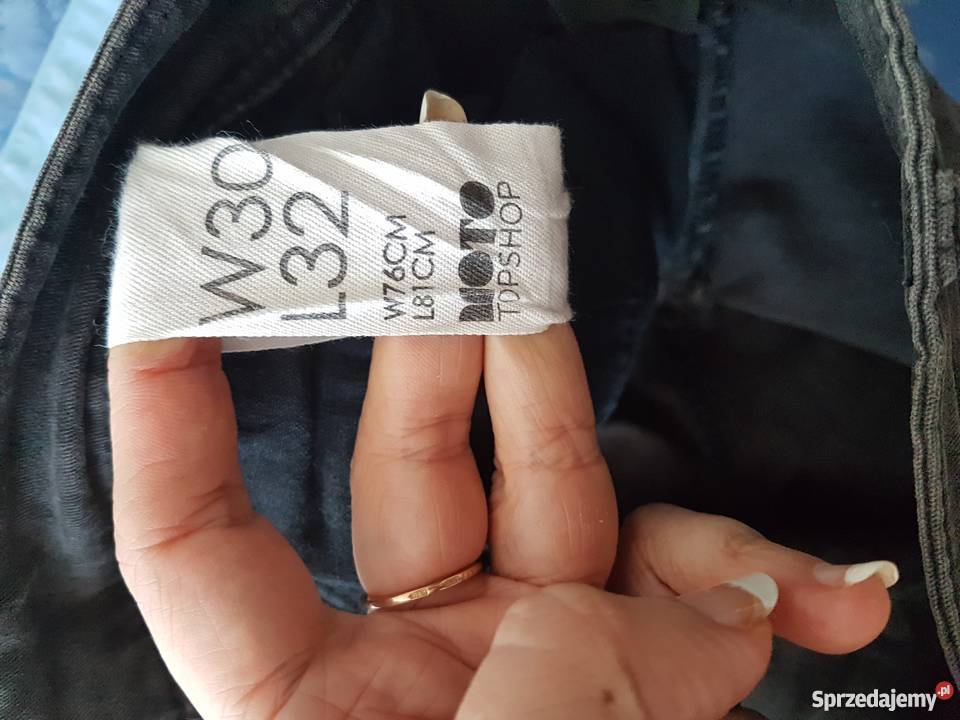 W30
L32
W76CM
L81CM
MOTO
TOPSHOP
Sprzedajemy.pl